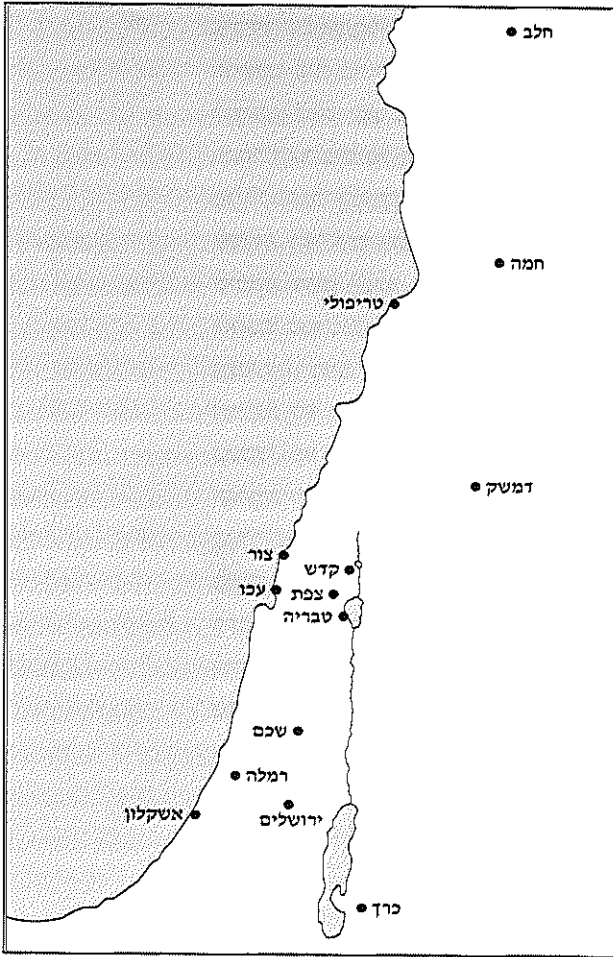 חלב
חמה
טריפולי
דמשק
צור
קדש
עכו
צפת
טבריה
שכם
רמלה
אשקלון
ירושלים
כרך